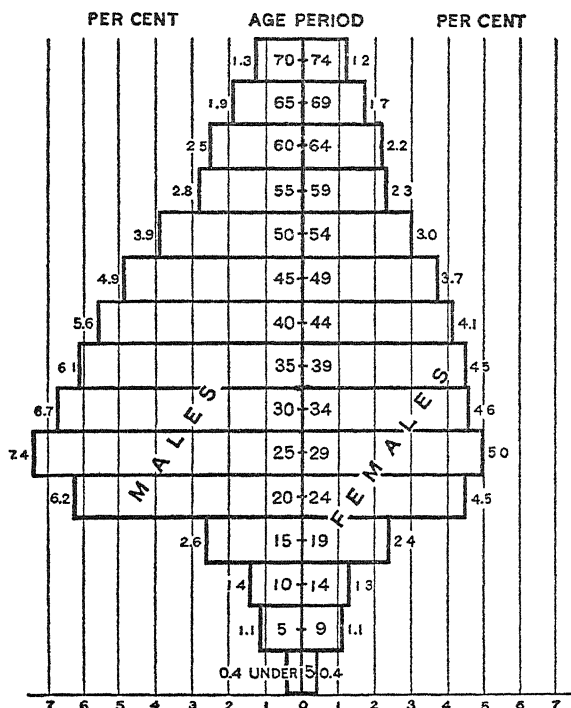 PER CENT AGE PERIOD PER CENT
1.3 70-74 1 2
1.9 65-69 1 7
2 5 60-64 2.2
2.8 55-59 2 3
3.9 50-54 3.0
4.9 45-49 3.7
5.6 40-44 4.1
6 1 35-39 4 5
6.7 30-34 4 6
7.4 25-29 5 0
6.2 20-24 4.5
2.6 15-19 2 4
1 4 10-14 1 3
1.1 5-9 1.1
0.4 UNDER 5 0.4
MALES
FEMALES
7 6 5 4 3 2 1 0 1 2 3 4 5 6 7